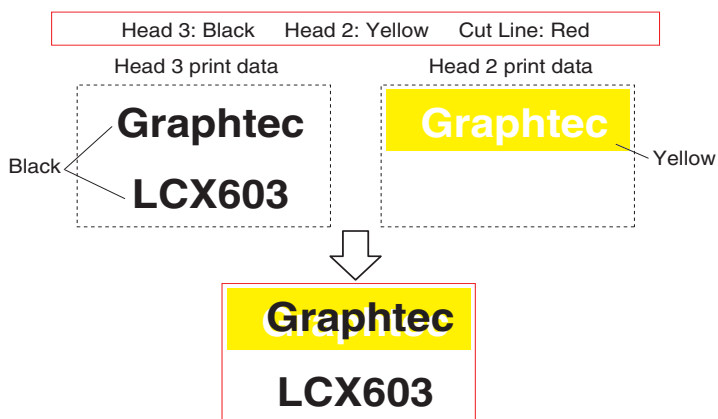 Head 3: Black Head 2: Yellow Cut Line: Red
Head 3 print data Head 2 print data
Graphtec Graphtec
Black Yellow
LCX603
Graphtec
Graphtec
LCX603